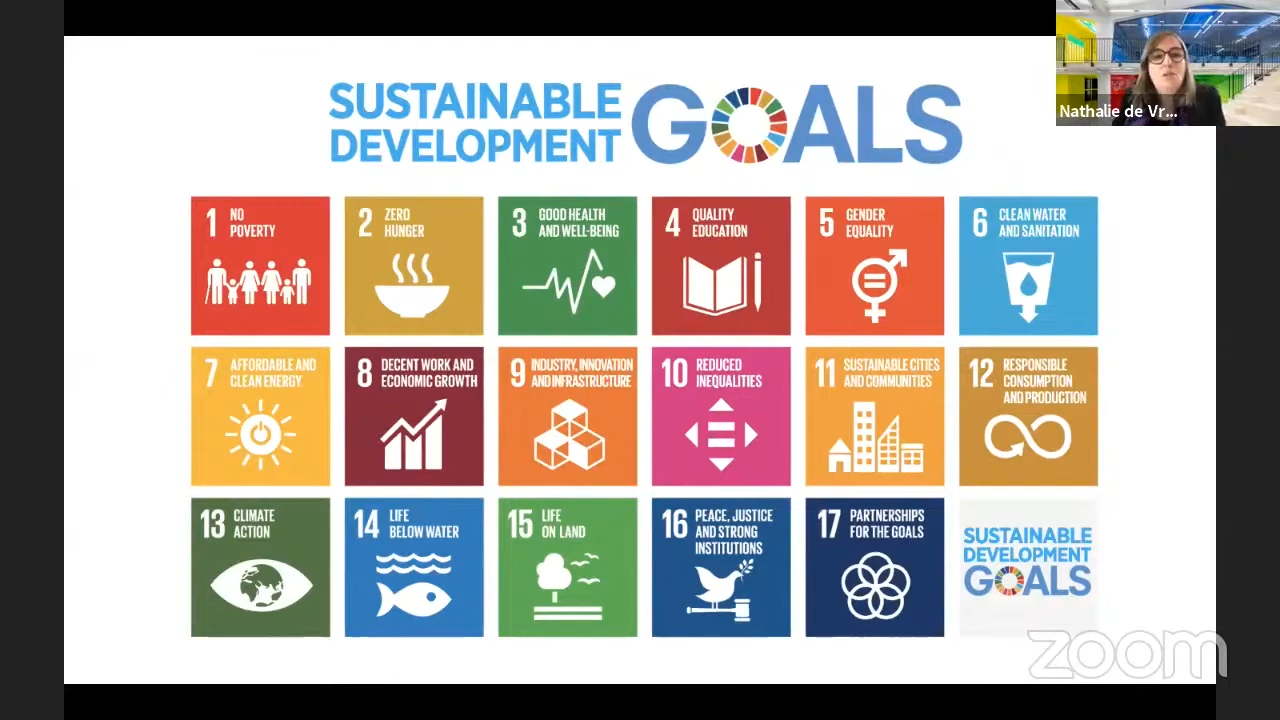 SUSTAINABLE
DEVELOPMENT
GOALS
Nathalie de Vr...
1 NO
POVERTY
2 ZERO
HUNGER
3 GOOD HEALTH
AND WELL-BEING
4 QUALITY
EDUCATION
5 GENDER
EQUALITY
6 CLEAN WATER
AND SANITATION
7 AFFORDABLE AND
CLEAN ENERGY
8 DECENT WORK AND
ECONOMIC GROWTH
9 INDUSTRY, INNOVATION
AND INFRASTRUCTURE
10 REDUCED
INEQUALITIES
11 SUSTAINABLE CITIES
AND COMMUNITIES
12 RESPONSIBLE
CONSUMPTION
AND PRODUCTION
13 CLIMATE
ACTION
14 LIFE
BELOW WATER
15 LIFE
ON LAND
16 PEACE, JUSTICE
AND STRONG
INSTITUTIONS
17 PARTNERSHIPS
FOR THE GOALS
SUSTAINABLE
DEVELOPMENT
GOALS
zoom